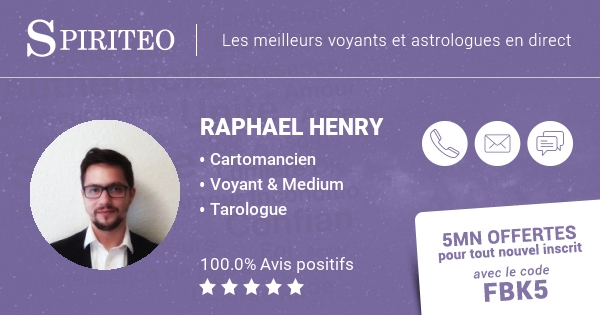 SPIRITEO
Les meilleurs voyants et astrologues en direct
RAPHAEL HENRY
• Cartomancien
• Voyant & Medium
• Tarologue
100.0% Avis positifs
5MN OFFERTES
pour tout nouvel inscrit
avec le code
FBK5